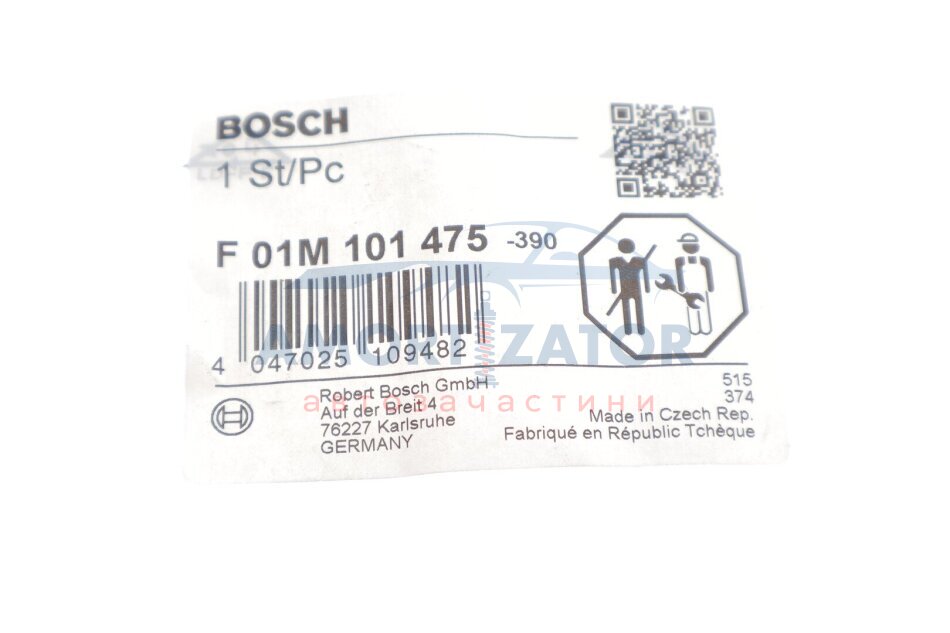 BOSCH
1 St/Pc
F 01M 101 475 -390
4 047025 109482
AMORTIZATOR
автозапчастини
Robert Bosch GmbH
Auf der Breit 4
76227 Karlsruhe
GERMANY
515
374
Made in Czech Rep.
Fabriqué en Républic Tchèque